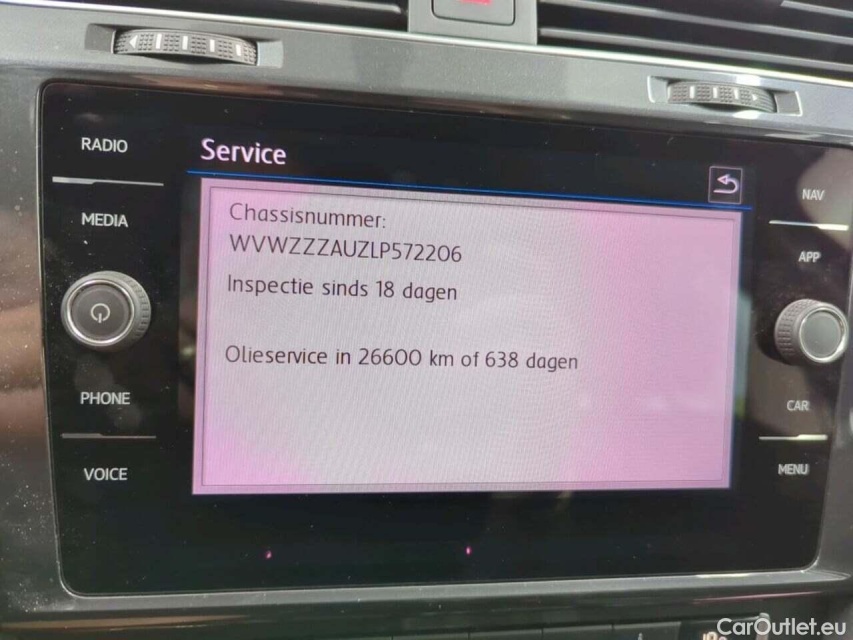 RADIO
Service
NAV
MEDIA
Chassisnummer:
WVWZZZAUZLP572206
APP
Inspectie sinds 18 dagen
Olieservice in 26600 km of 638 dagen
PHONE
CAR
VOICE
MENU
CarOutlet.eu